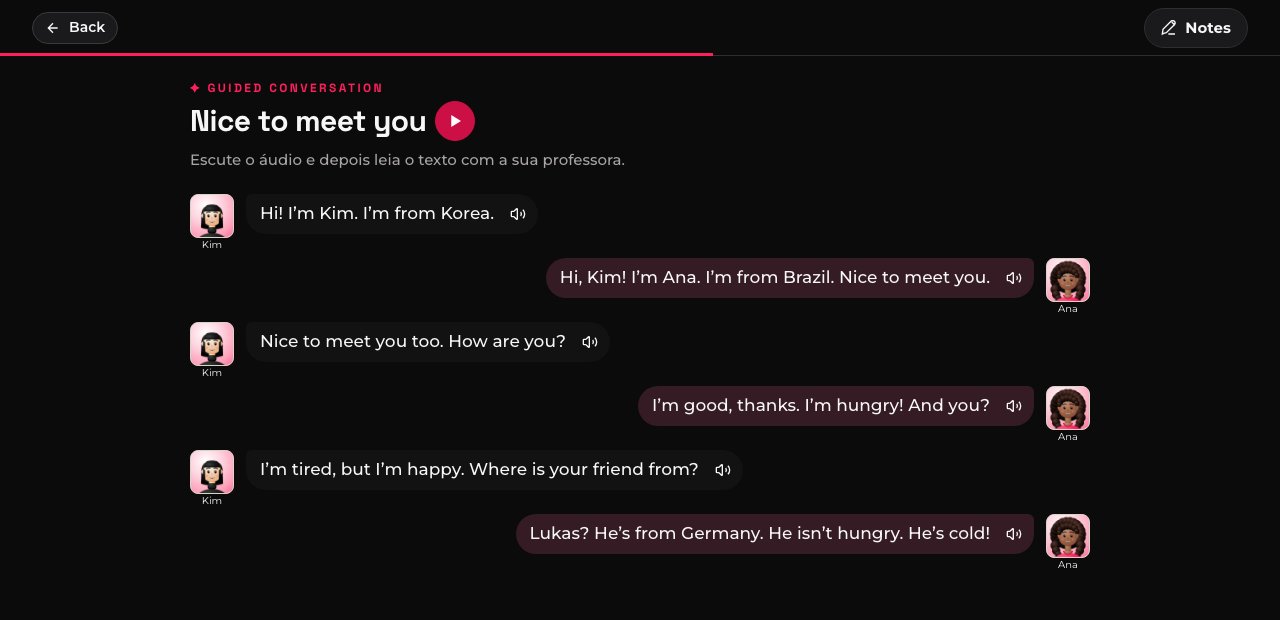 Back
Notes
GUIDED CONVERSATION
Nice to meet you
Escute o áudio e depois leia o texto com a sua professora.
Hi! I’m Kim. I’m from Korea.
Kim
Hi, Kim! I’m Ana. I’m from Brazil. Nice to meet you.
Ana
Nice to meet you too. How are you?
Kim
I’m good, thanks. I’m hungry! And you?
Ana
I’m tired, but I’m happy. Where is your friend from?
Kim
Lukas? He’s from Germany. He isn’t hungry. He’s cold!
Ana